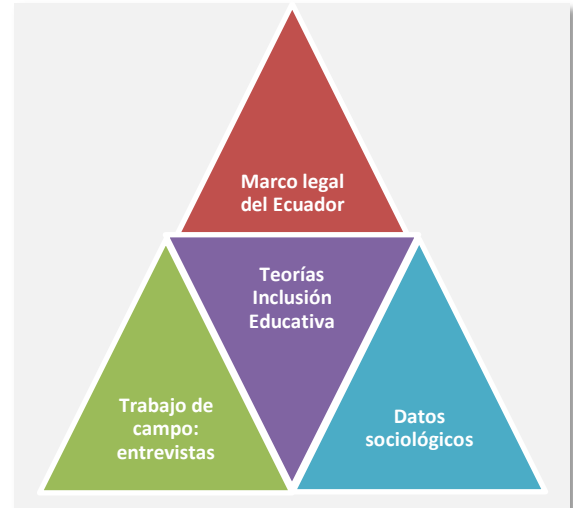 Marco legal
del Ecuador
Teorías
Inclusión
Educativa
Trabajo de
campo:
entrevistas
Datos
sociológicos